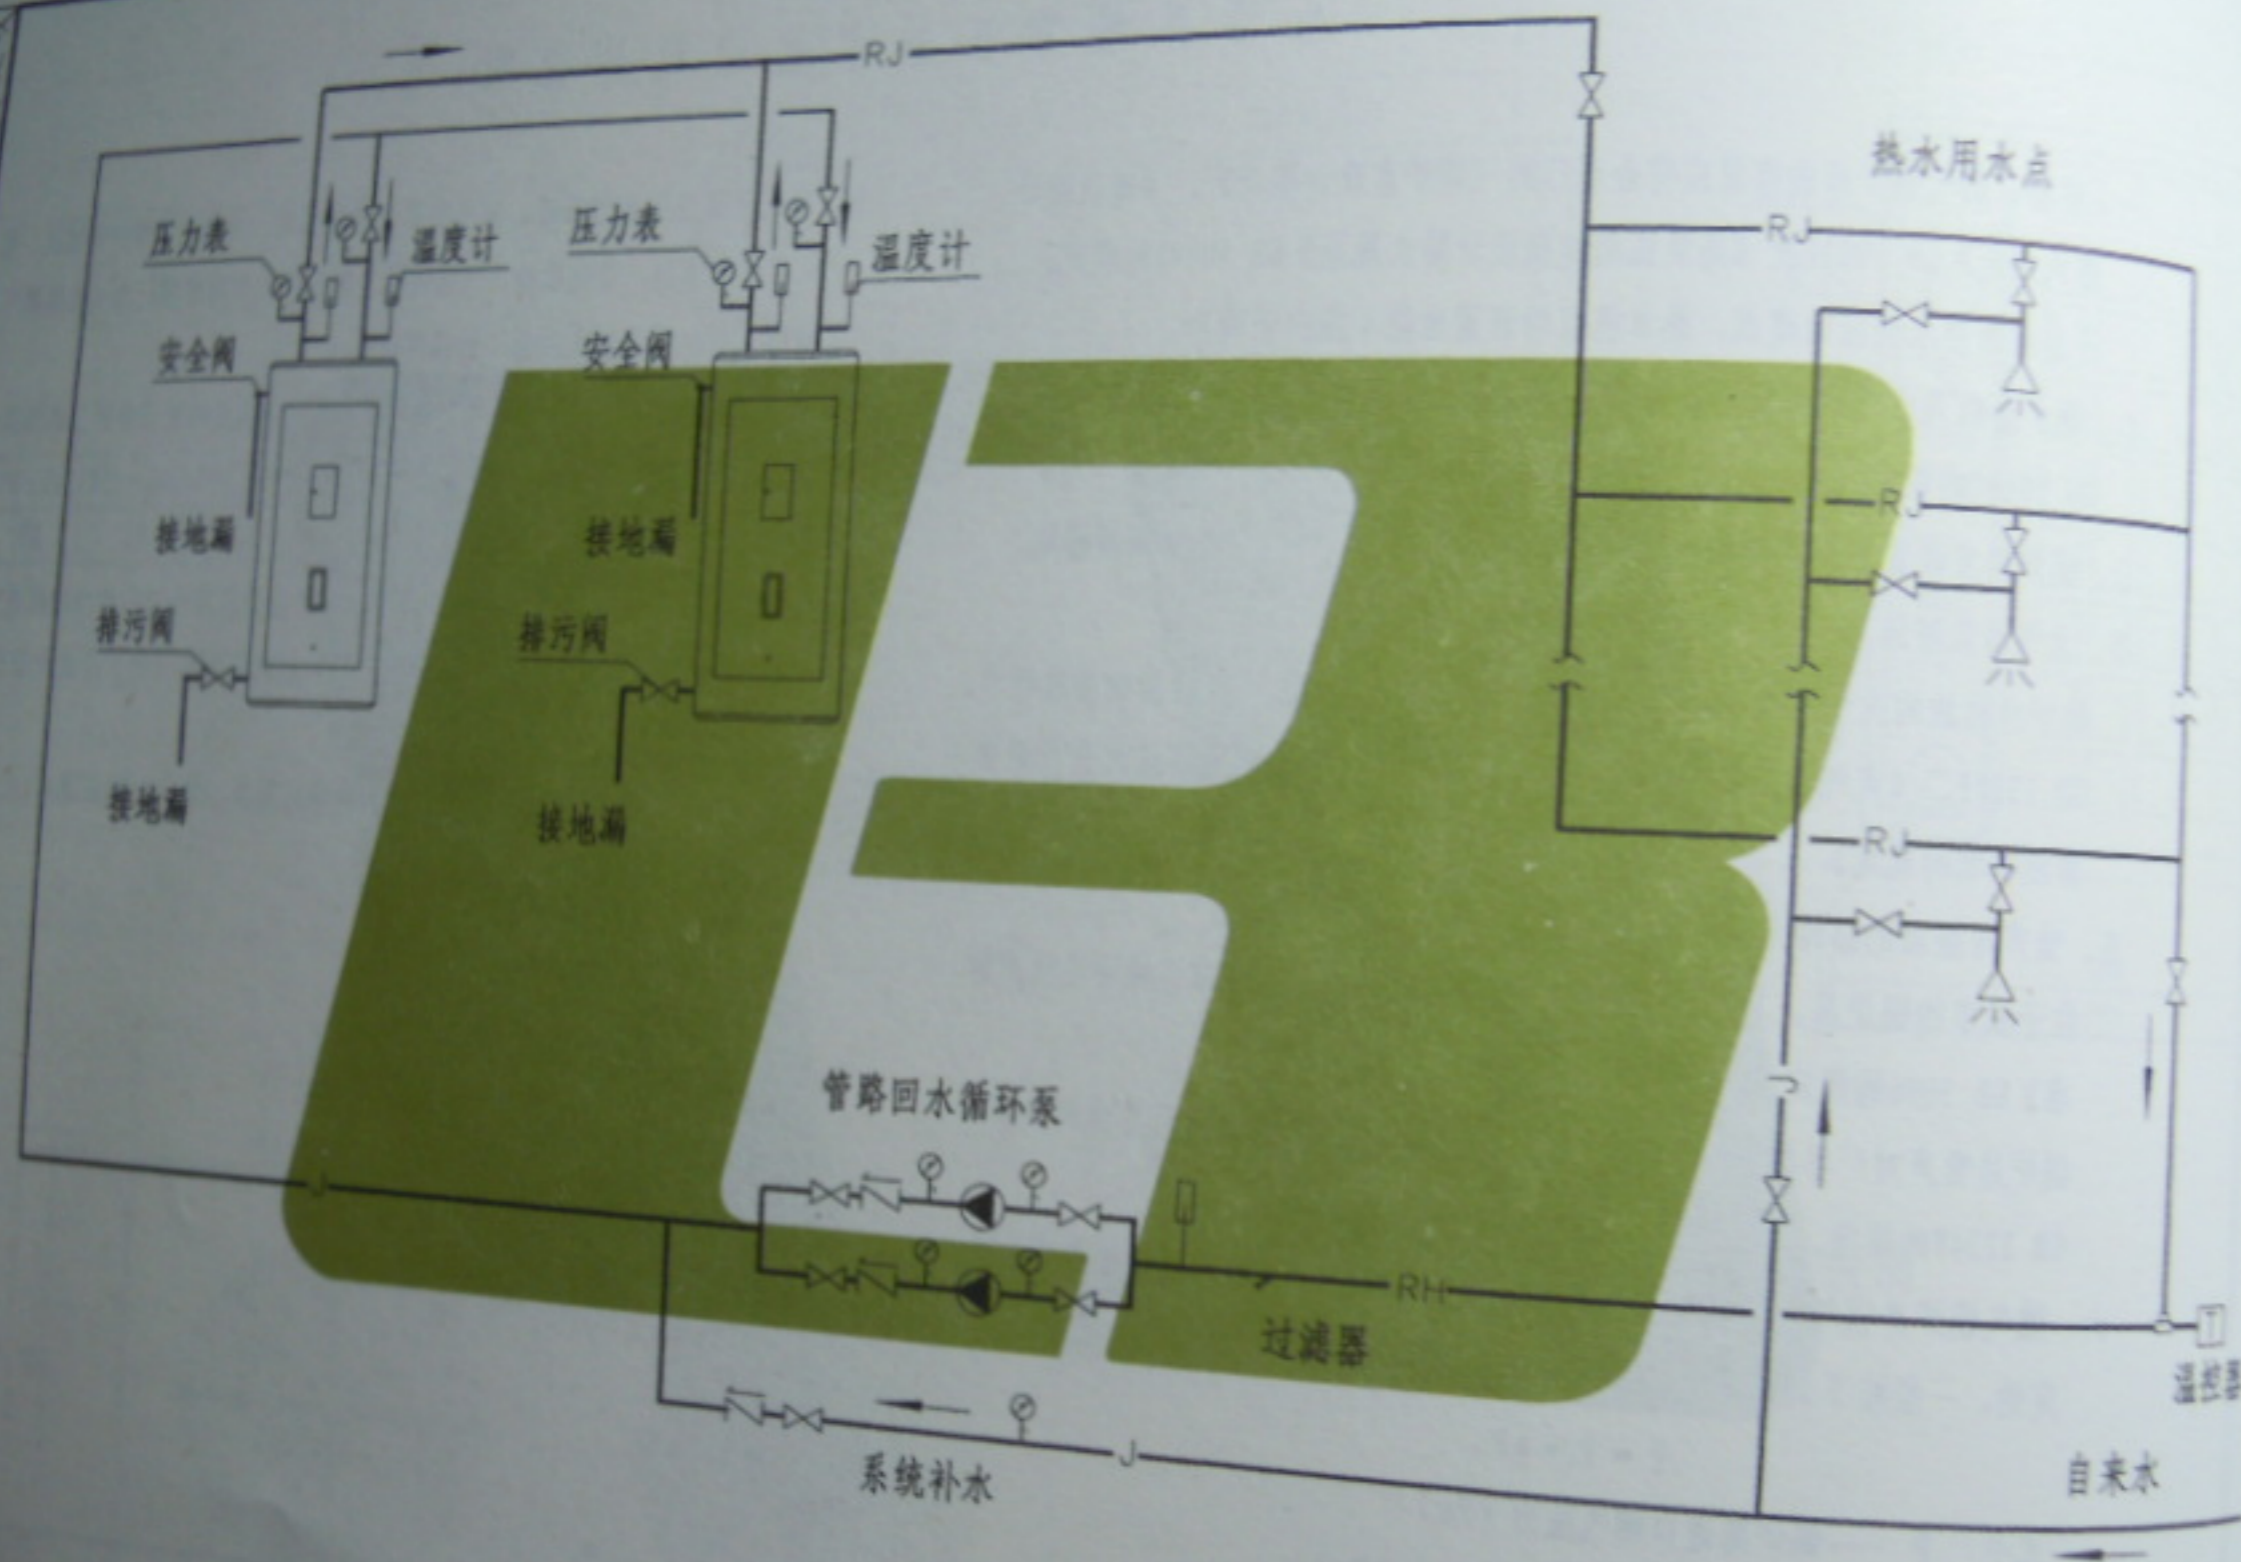 RJ
热水用水点
压力表
温度计
压力表
温度计
RJ
安全阀
安全阀
接地漏
接地漏
RJ
排污阀
排污阀
接地漏
接地漏
RJ
管路回水循环泵
J
J
RH
过滤器
T
系统补水
J
自来水